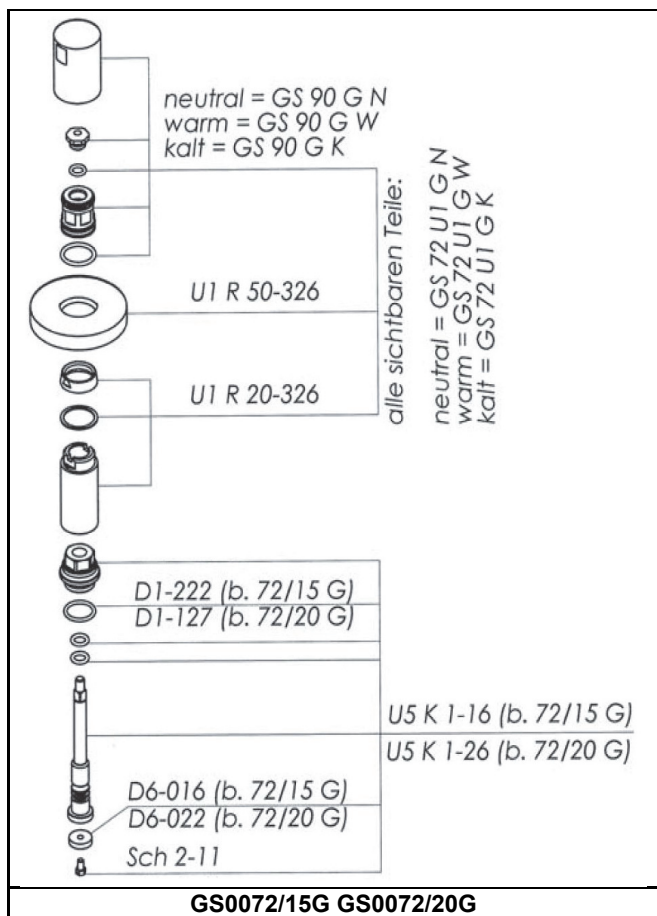 neutral = GS 90 G N
warm = GS 90 G W
kalt = GS 90 G K
alle sichtbaren Teile:
neutral = GS 72 U1 G N
warm = GS 72 U1 G W
kalt = GS 72 U1 G K
U1 R 50-326
U1 R 20-326
D1-222 (b. 72/15 G)
D1-127 (b. 72/20 G)
U5 K 1-16 (b. 72/15 G)
U5 K 1-26 (b. 72/20 G)
D6-016 (b. 72/15 G)
D6-022 (b. 72/20 G)
Sch 2-11
GS0072/15G GS0072/20G